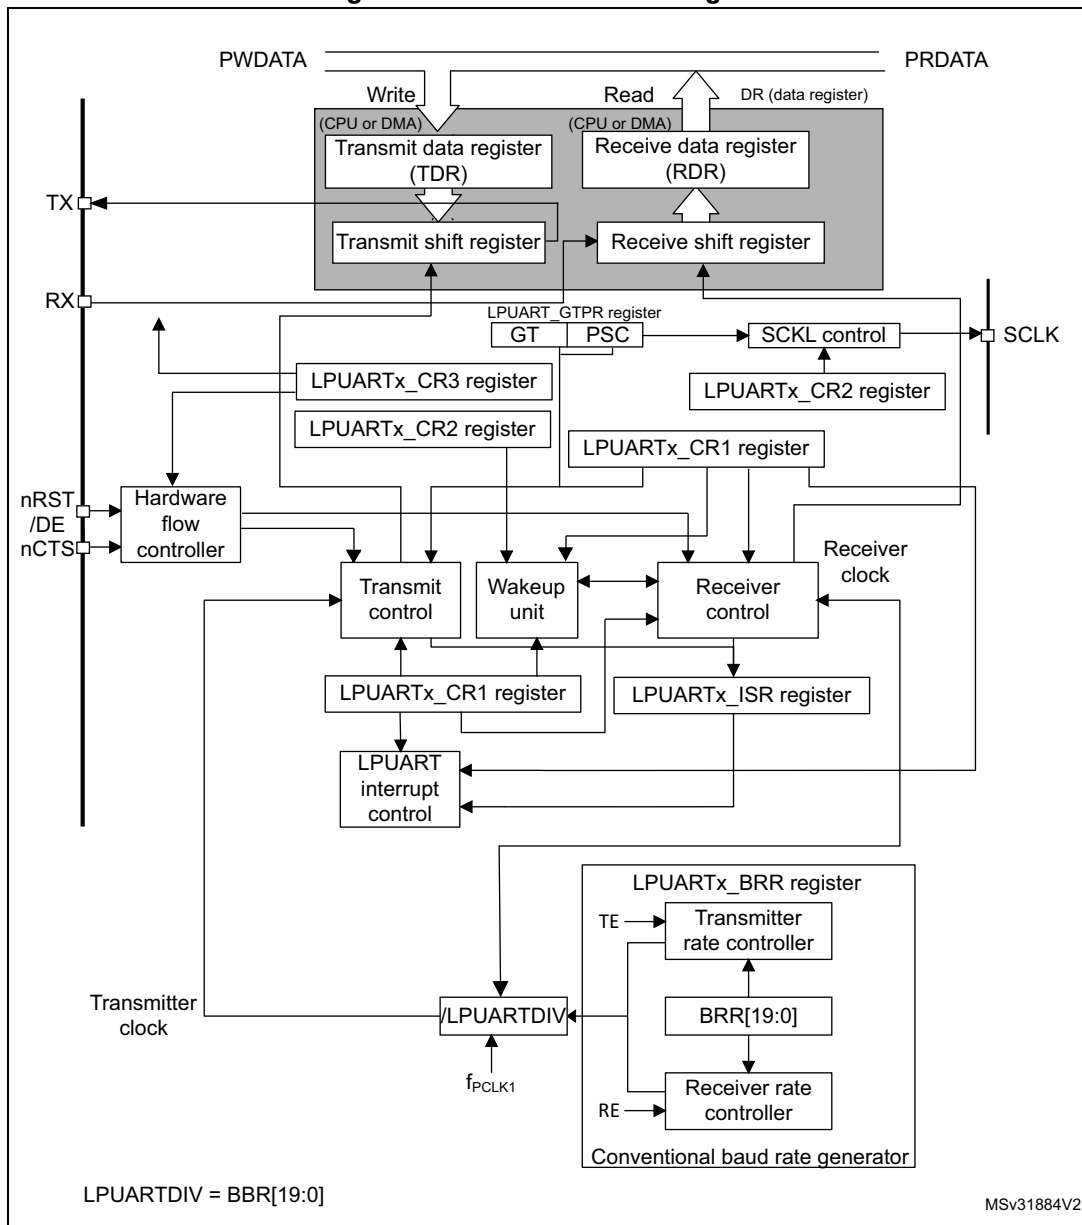 PWDATA
PRDATA
Write
Read
DR (data register)
(CPU or DMA)
(CPU or DMA)
Transmit data register
(TDR)
Receive data register
(RDR)
TX
Transmit shift register
Receive shift register
RX
LPUART_GTPR register
GT
PSC
SCKL control
SCLK
LPUARTx_CR3 register
LPUARTx_CR2 register
LPUARTx_CR2 register
LPUARTx_CR1 register
nRST
/DE
nCTS
Hardware
flow
controller
Receiver
clock
Transmit
control
Wakeup
unit
Receiver
control
LPUARTx_CR1 register
LPUARTx_ISR register
LPUART
interrupt
control
LPUARTx_BRR register
TE
Transmitter
rate controller
Transmitter
clock
/LPUARTDIV
BRR[19:0]
fPCLK1
RE
Receiver rate
controller
Conventional baud rate generator
LPUARTDIV = BBR[19:0]
MSv31884V2